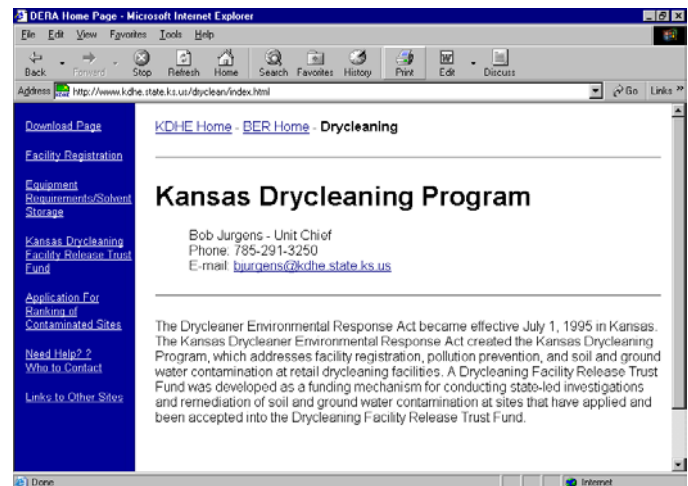 DERA Home Page - Microsoft Internet Explorer
File Edit View Favorites Tools Help
Back Forward Stop Refresh Home Search Favorites History Print Edit Discuss
Address http://www.kdhe.state.ks.us/dryclean/index.html Go Links »
Download Page
Facility Registration
Equipment
Requirements/Solvent
Storage
Kansas Drycleaning
Facility Release Trust
Fund
Application For
Ranking of
Contaminated Sites
Need Help? ?
Who to Contact
Links to Other Sites
KDHE Home - BER Home - Drycleaning
Kansas Drycleaning Program
Bob Jurgens - Unit Chief
Phone: 785-291-3250
E-mail: bjurgens@kdhe.state.ks.us
The Drycleaner Environmental Response Act became effective July 1, 1995 in Kansas.
The Kansas Drycleaner Environmental Response Act created the Kansas Drycleaning
Program, which addresses facility registration, pollution prevention, and soil and ground
water contamination at retail drycleaning facilities. A Drycleaning Facility Release Trust
Fund was developed as a funding mechanism for conducting state-led investigations
and remediation of soil and ground water contamination at sites that have applied and
been accepted into the Drycleaning Facility Release Trust Fund.
Done Internet